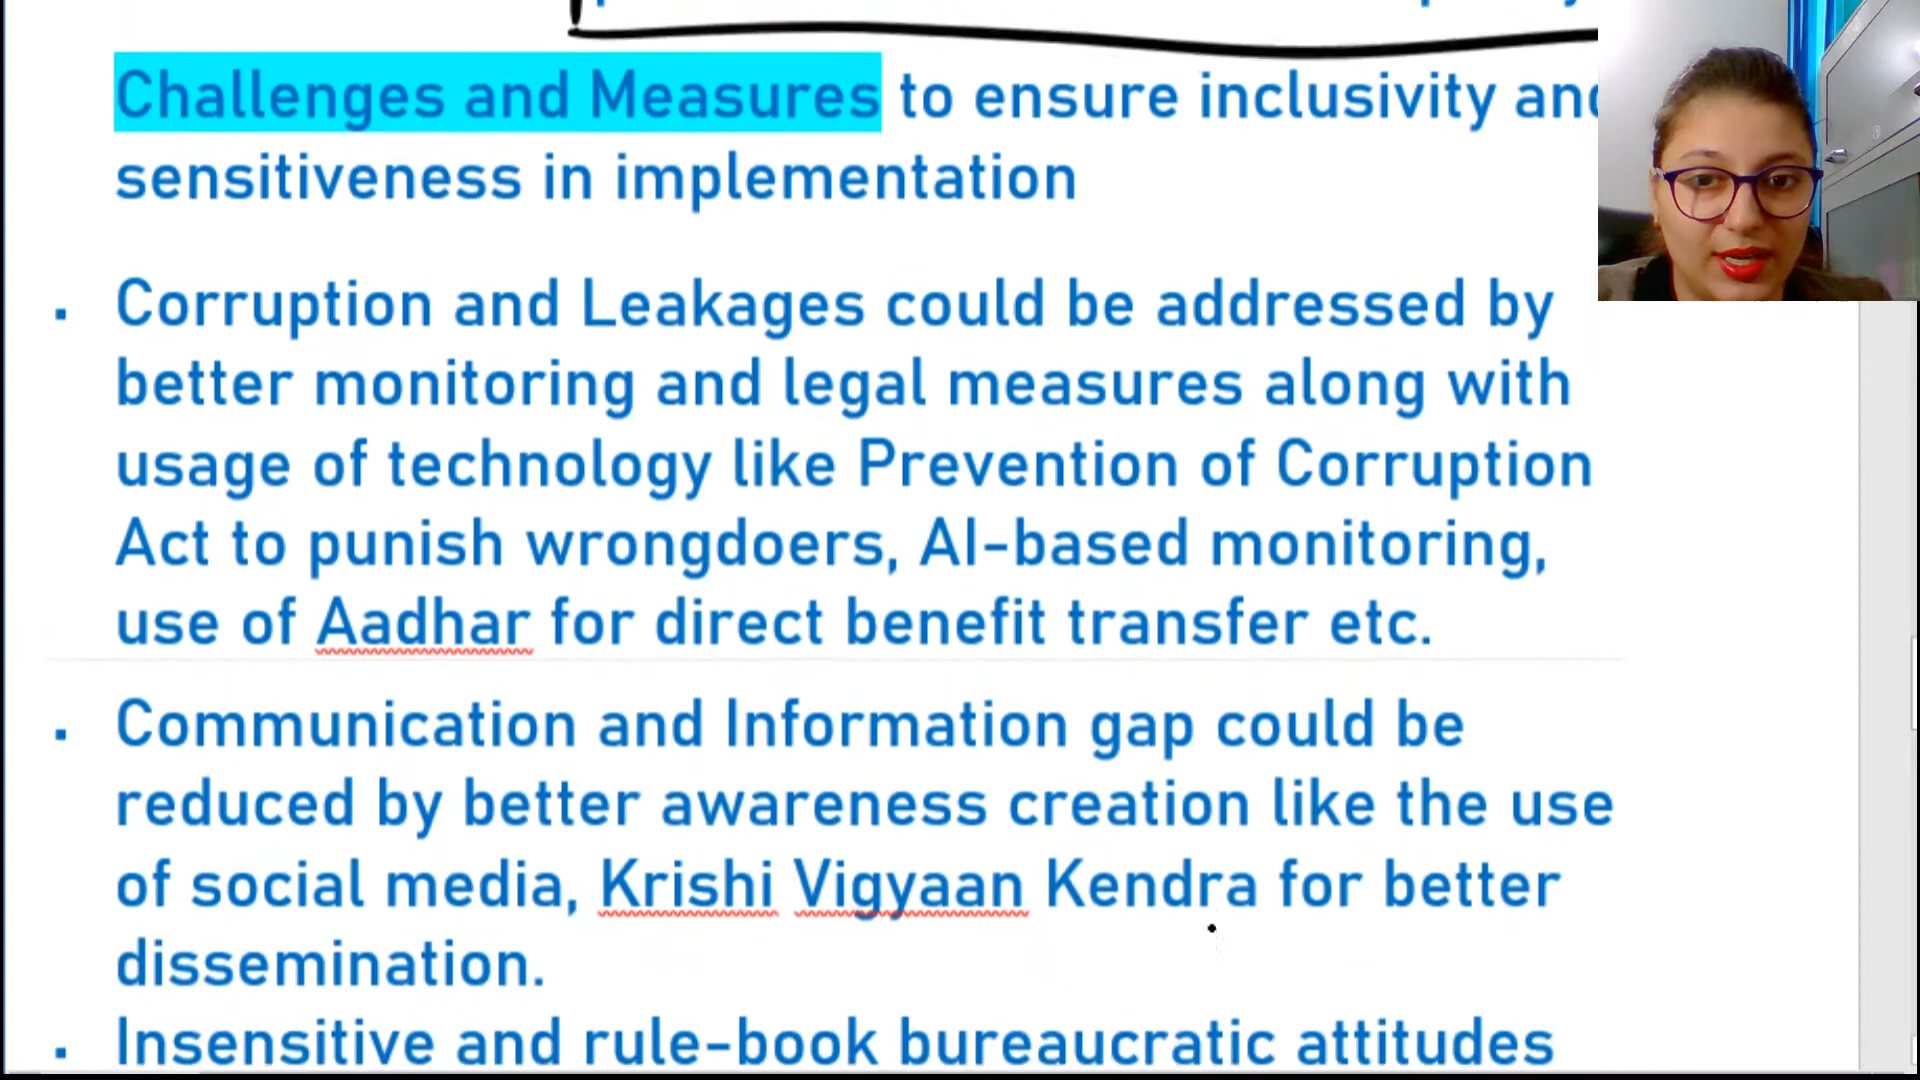 Challenges and Measures to ensure inclusivity and
sensitiveness in implementation
. Corruption and Leakages could be addressed by
better monitoring and legal measures along with
usage of technology like Prevention of Corruption
Act to punish wrongdoers, AI-based monitoring,
use of Aadhar for direct benefit transfer etc.
. Communication and Information gap could be
reduced by better awareness creation like the use
of social media, Krishi Vigyaan Kendra for better
dissemination.
. Insensitive and rule-book bureaucratic attitudes